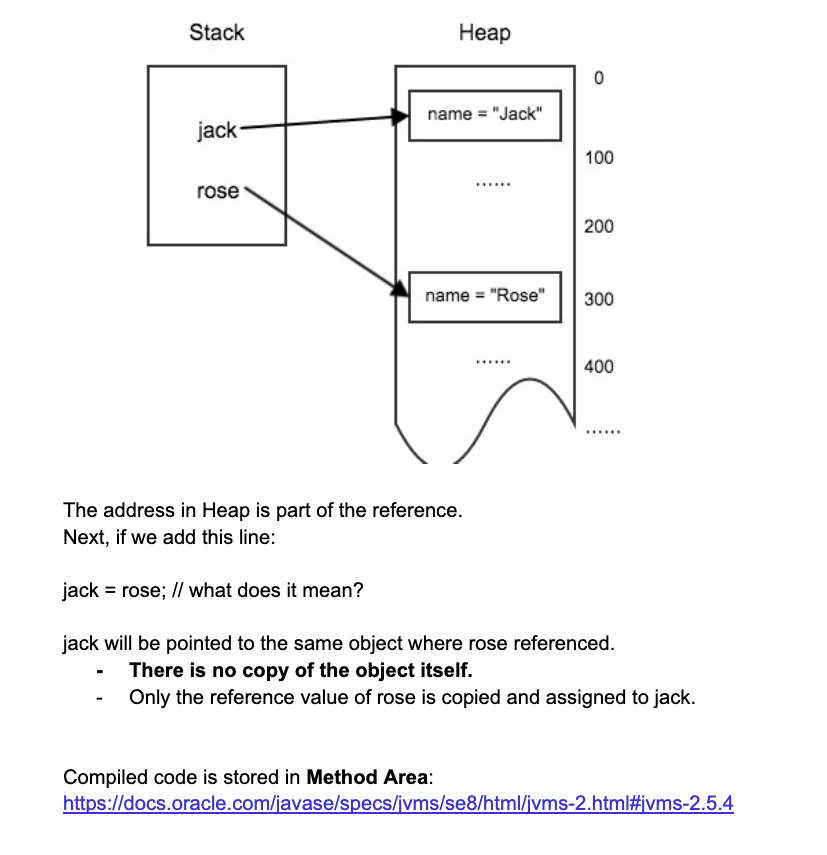 Stack
Heap
0
name = "Jack"
jack
100
......
rose
200
name = "Rose"
300
......
400
......
The address in Heap is part of the reference.
Next, if we add this line:
jack = rose; // what does it mean?
jack will be pointed to the same object where rose referenced.
- There is no copy of the object itself.
- Only the reference value of rose is copied and assigned to jack.
Compiled code is stored in Method Area:
https://docs.oracle.com/javase/specs/jvms/se8/html/jvms-2.html#jvms-2.5.4